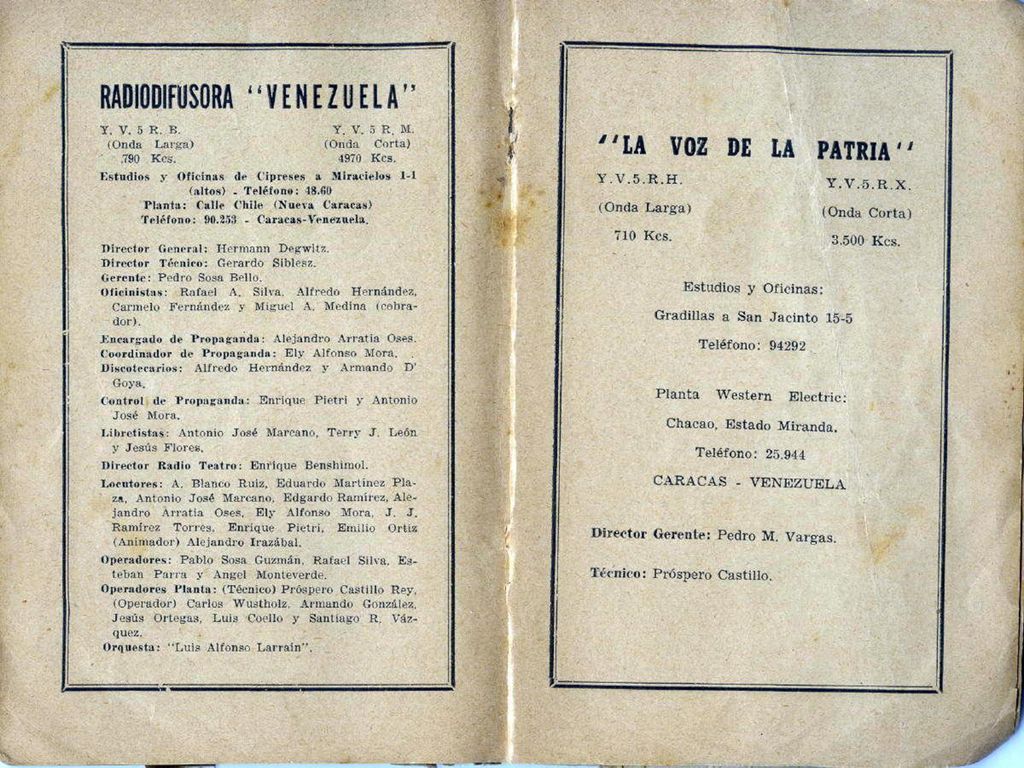 RADIODIFUSORA "VENEZUELA"
Y. V. 5 R. B. Y. V. 5 R. M.
(Onda Larga) (Onda Corta)
790 Kcs. 4970 Kcs.
Estudios y Oficinas de Cipreses a Miracielos 1-1
(altos) - Teléfono: 48.60
Planta: Calle Chile (Nueva Caracas)
Teléfono: 90.253 - Caracas-Venezuela.
Director General: Hermann Degwitz.
Director Técnico: Gerardo Siblesz.
Gerente: Pedro Sosa Bello.
Oficinistas: Rafael A. Silva, Alfredo Hernández,
Carmelo Fernández y Miguel A. Medina (cobra-
dor).
Encargado de Propaganda: Alejandro Arratia Oses.
Coordinador de Propaganda: Ely Alfonso Mora.
Discotecarios: Alfredo Hernández y Armando D'
Goya.
Control de Propaganda: Enrique Pietri y Antonio
José Mora.
Libretistas: Antonio José Marcano, Terry J. León
y Jesús Flores.
Director Radio Teatro: Enrique Benshimol.
Locutores: A. Blanco Ruiz, Eduardo Martínez Pla-
za, Antonio José Marcano, Edgardo Ramírez, Ale-
jandro Arratia Oses, Ely Alfonso Mora, J. J.
Ramírez Torres, Enrique Pietri, Emilio Ortiz
(Animador) Alejandro Irazábal.
Operadores: Pablo Sosa Guzmán, Rafael Silva, Es-
teban Parra y Angel Monteverde.
Operadores Planta: (Técnico) Próspero Castillo Rey,
(Operador) Carlos Wustholz, Armando González,
Jesús Ortegas, Luis Coello y Santiago R. Váz-
quez.
Orquesta: "Luis Alfonso Larraín".
"LA VOZ DE LA PATRIA"
Y.V.5.R.H. Y.V.5.R.X.
(Onda Larga) (Onda Corta)
710 Kcs. 3.500 Kcs.
Estudios y Oficinas:
Gradillas a San Jacinto 15-5
Teléfono: 94292
Planta Western Electric:
Chacao, Estado Miranda.
Teléfono: 25.944
CARACAS - VENEZUELA
Director Gerente: Pedro M. Vargas.
Técnico: Próspero Castillo.